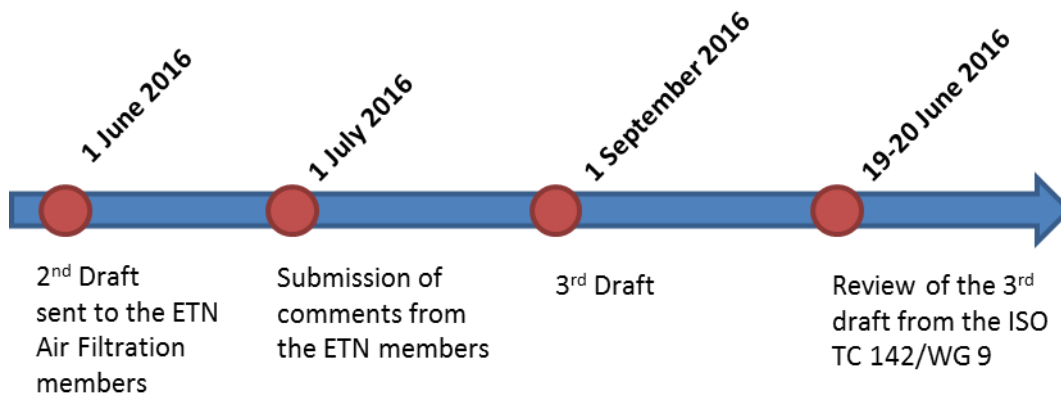 1 June 2016
1 July 2016
1 September 2016
19-20 June 2016
2nd Draft
sent to the ETN
Air Filtration
members
Submission of
comments from
the ETN members
3rd Draft
Review of the 3rd
draft from the ISO
TC 142/WG 9